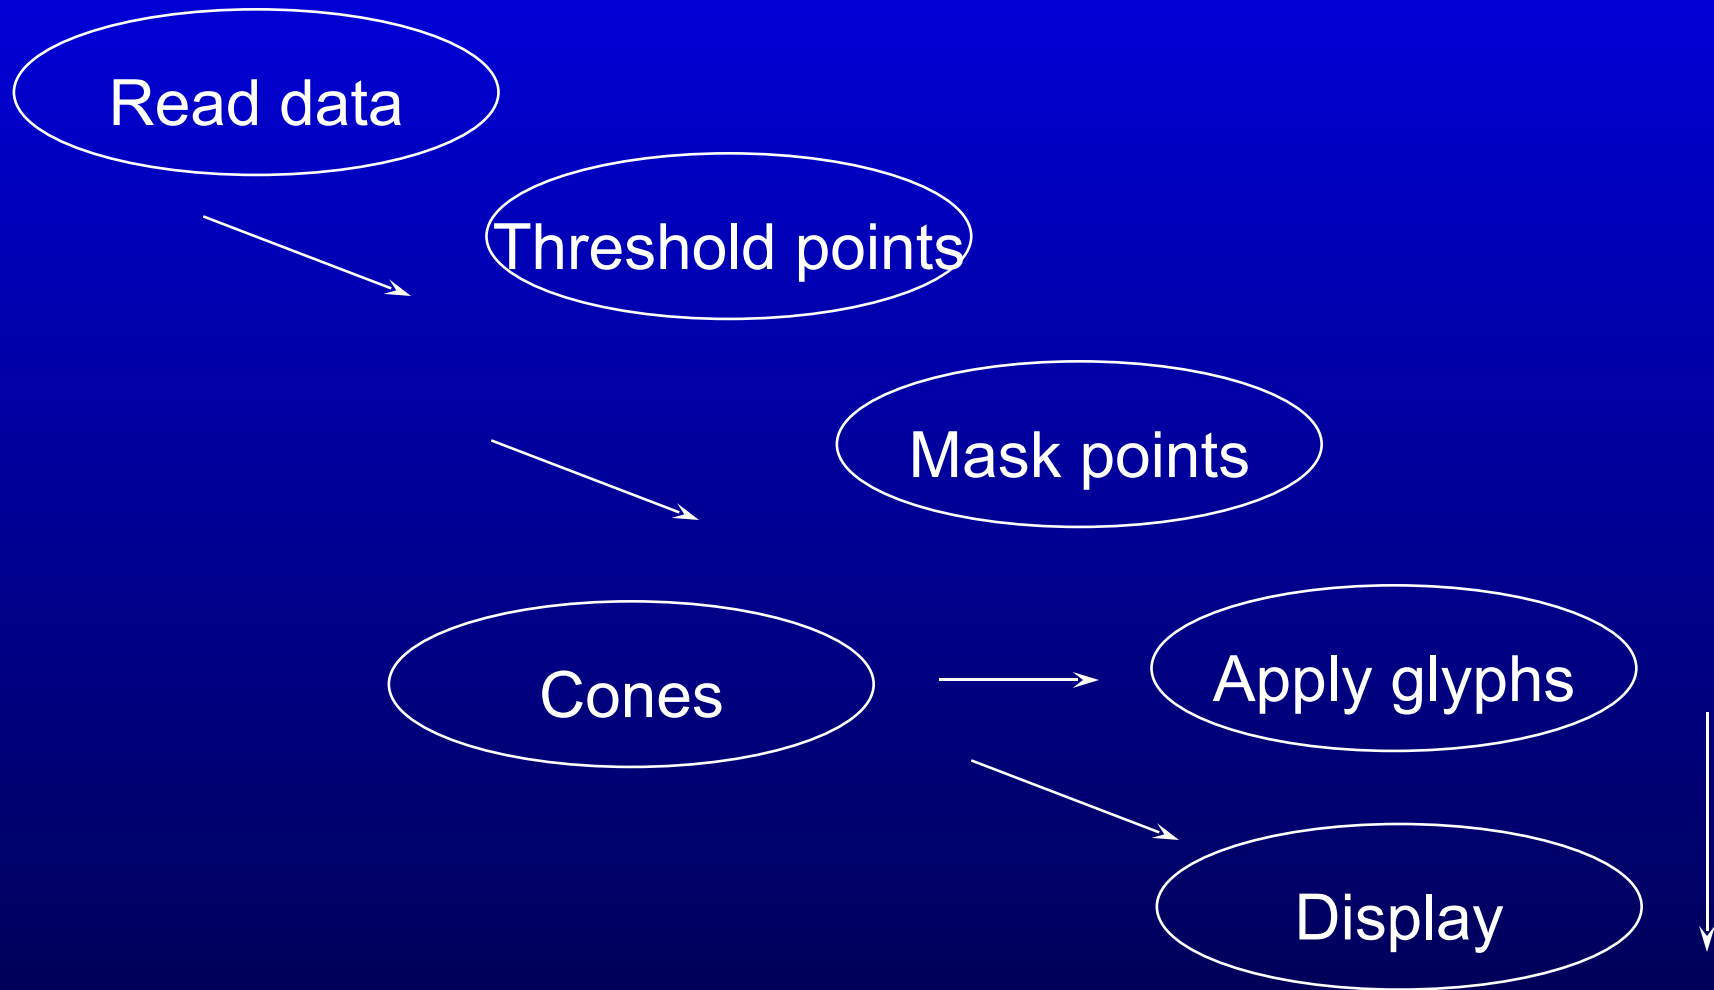 Read data
Threshold points
Mask points
Cones
Apply glyphs
Display